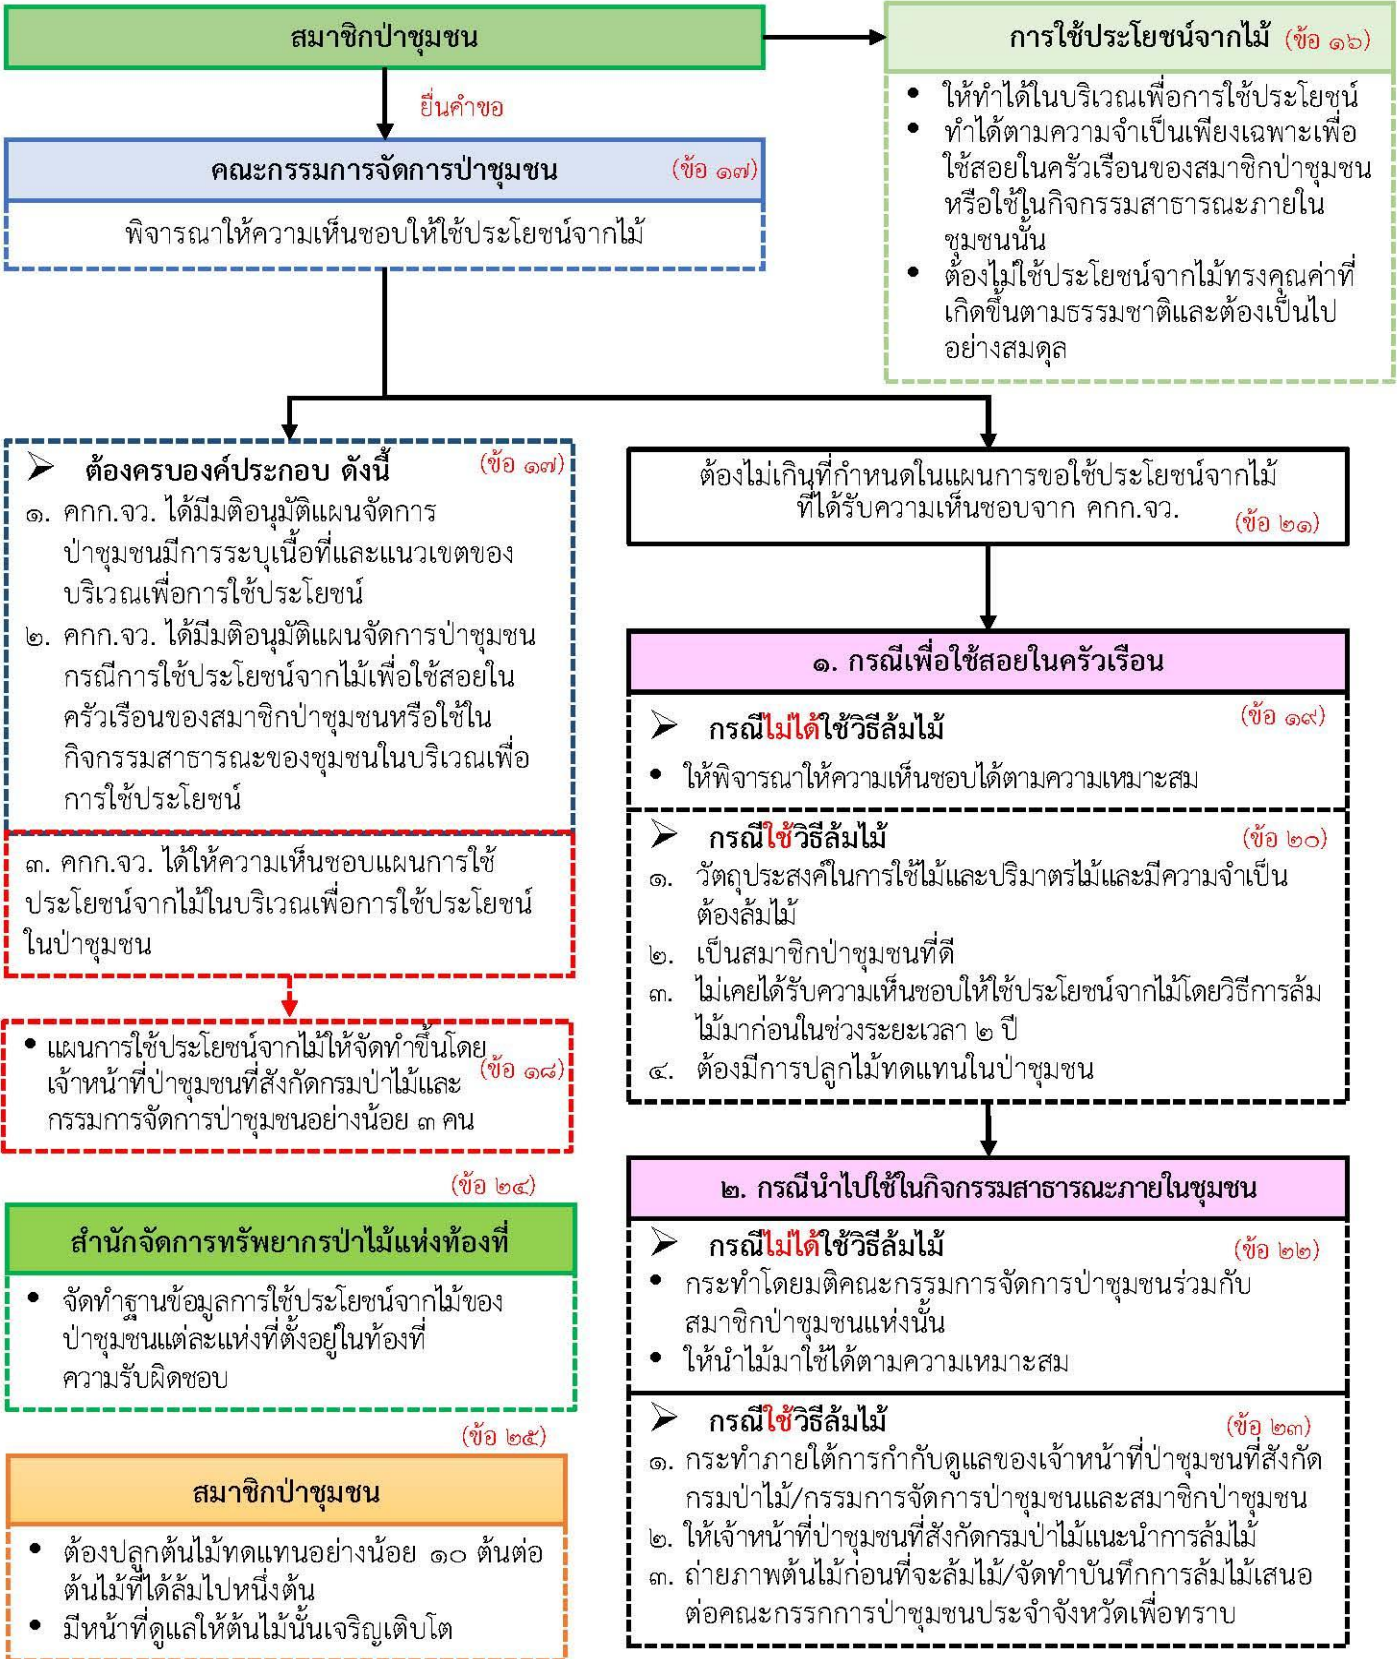 สมาชิกป่าชุมชน
ยื่นคำขอ
การใช้ประโยชน์จากไม้ (ข้อ ๑๖)
• ให้ทำได้ในบริเวณเพื่อการใช้ประโยชน์
• ทำได้ตามความจำเป็นเพียงเฉพาะเพื่อ
ใช้สอยในครัวเรือนของสมาชิกป่าชุมชน
หรือใช้ในกิจกรรมสาธารณะภายใน
ชุมชนนั้น
• ต้องไม่ใช้ประโยชน์จากไม้ทรงคุณค่าที่
เกิดขึ้นตามธรรมชาติและต้องเป็นไป
อย่างสมดุล
คณะกรรมการจัดการป่าชุมชน (ข้อ ๑๗)
พิจารณาให้ความเห็นชอบให้ใช้ประโยชน์จากไม้
➢ ต้องครบองค์ประกอบ ดังนี้ (ข้อ ๑๗)
๑. คกก.จว. ได้มีมติอนุมัติแผนจัดการ
ป่าชุมชนมีการระบุเนื้อที่และแนวเขตของ
บริเวณเพื่อการใช้ประโยชน์
๒. คกก.จว. ได้มีมติอนุมัติแผนจัดการป่าชุมชน
กรณีการใช้ประโยชน์จากไม้เพื่อใช้สอยใน
ครัวเรือนของสมาชิกป่าชุมชนหรือใช้ใน
กิจกรรมสาธารณะของชุมชนในบริเวณเพื่อ
การใช้ประโยชน์
๓. คกก.จว. ได้ให้ความเห็นชอบแผนการใช้
ประโยชน์จากไม้ในบริเวณเพื่อการใช้ประโยชน์
ในป่าชุมชน
• แผนการใช้ประโยชน์จากไม้ให้จัดทำขึ้นโดย
เจ้าหน้าที่ป่าชุมชนที่สังกัดกรมป่าไม้และ (ข้อ ๑๘)
กรรมการจัดการป่าชุมชนอย่างน้อย ๓ คน
(ข้อ ๒๔)
สำนักจัดการทรัพยากรป่าไม้แห่งท้องที่
• จัดทำฐานข้อมูลการใช้ประโยชน์จากไม้ของ
ป่าชุมชนแต่ละแห่งที่ตั้งอยู่ในท้องที่
ความรับผิดชอบ
(ข้อ ๒๕)
สมาชิกป่าชุมชน
• ต้องปลูกต้นไม้ทดแทนอย่างน้อย ๑๐ ต้นต่อ
ต้นไม้ที่ได้ล้มไปหนึ่งต้น
• มีหน้าที่ดูแลให้ต้นไม้นั้นเจริญเติบโต
ต้องไม่เกินที่กำหนดในแผนการขอใช้ประโยชน์จากไม้
ที่ได้รับความเห็นชอบจาก คกก.จว. (ข้อ ๒๑)
๑. กรณีเพื่อใช้สอยในครัวเรือน
➢ กรณีไม่ได้ใช้วิธีล้มไม้ (ข้อ ๑๙)
• ให้พิจารณาให้ความเห็นชอบได้ตามความเหมาะสม
➢ กรณีใช้วิธีล้มไม้ (ข้อ ๒๐)
๑. วัตถุประสงค์ในการใช้ไม้และปริมาตรไม้และมีความจำเป็น
ต้องล้มไม้
๒. เป็นสมาชิกป่าชุมชนที่ดี
๓. ไม่เคยได้รับความเห็นชอบให้ใช้ประโยชน์จากไม้โดยวิธีการล้ม
ไม้มาก่อนในช่วงระยะเวลา ๒ ปี
๔. ต้องมีการปลูกไม้ทดแทนในป่าชุมชน
๒. กรณีนำไปใช้ในกิจกรรมสาธารณะภายในชุมชน
➢ กรณีไม่ได้ใช้วิธีล้มไม้ (ข้อ ๒๒)
• กระทำโดยมติคณะกรรมการจัดการป่าชุมชนร่วมกับ
สมาชิกป่าชุมชนแห่งนั้น
• ให้นำไม้มาใช้ได้ตามความเหมาะสม
➢ กรณีใช้วิธีล้มไม้ (ข้อ ๒๓)
๑. กระทำภายใต้การกำกับดูแลของเจ้าหน้าที่ป่าชุมชนที่สังกัด
กรมป่าไม้/กรรมการจัดการป่าชุมชนและสมาชิกป่าชุมชน
๒. ให้เจ้าหน้าที่ป่าชุมชนที่สังกัดกรมป่าไม้แนะนำการล้มไม้
๓. ถ่ายภาพต้นไม้ก่อนที่จะล้มไม้/จัดทำบันทึกการล้มไม้เสนอ
ต่อคณะกรรกการป่าชุมชนประจำจังหวัดเพื่อทราบ